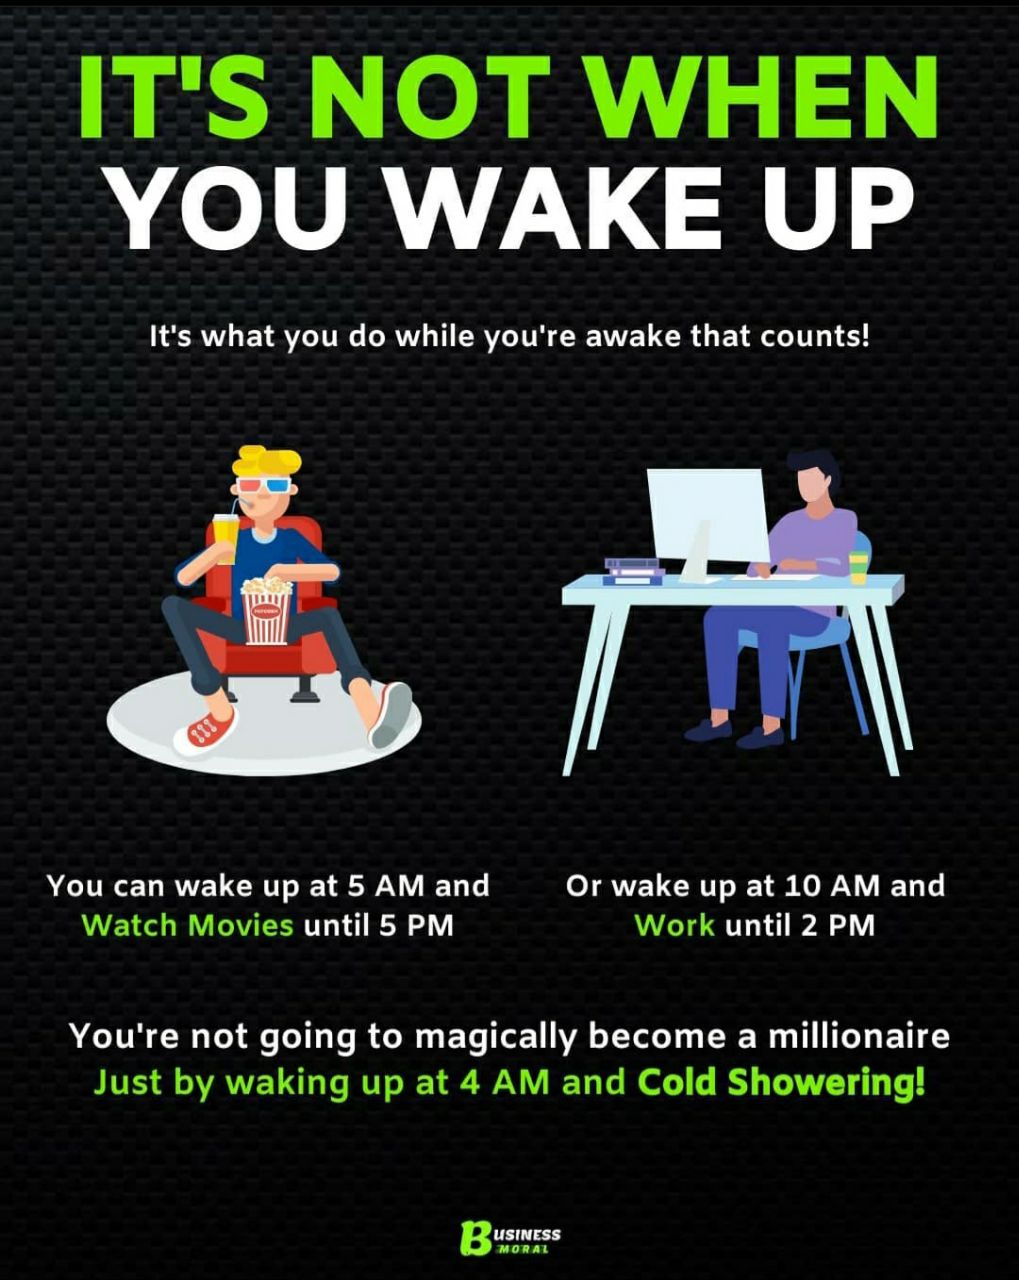 IT'S NOT WHEN
YOU WAKE UP
It's what you do while you're awake that counts!
POPCORN
You can wake up at 5 AM and
Watch Movies until 5 PM
Or wake up at 10 AM and
Work until 2 PM
You're not going to magically become a millionaire
Just by waking up at 4 AM and Cold Showering!
BUSINESS
MORAL